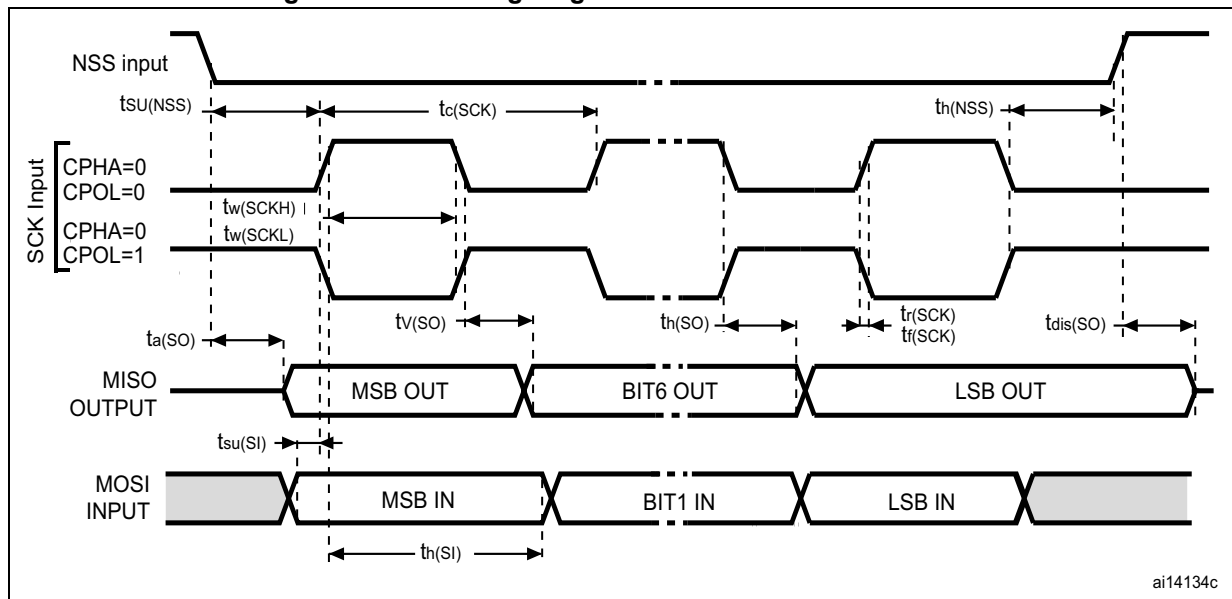 NSS input
tSU(NSS)
tc(SCK)
th(NSS)
SCK Input
CPHA=0
CPOL=0
tw(SCKH)
CPHA=0
CPOL=1
tw(SCKL)
ta(SO)
tV(SO)
th(SO)
tr(SCK)
tf(SCK)
tdis(SO)
MISO
OUTPUT
MSB OUT
BIT6 OUT
LSB OUT
tsu(SI)
MOSI
INPUT
MSB IN
BIT1 IN
LSB IN
th(SI)
ai14134c